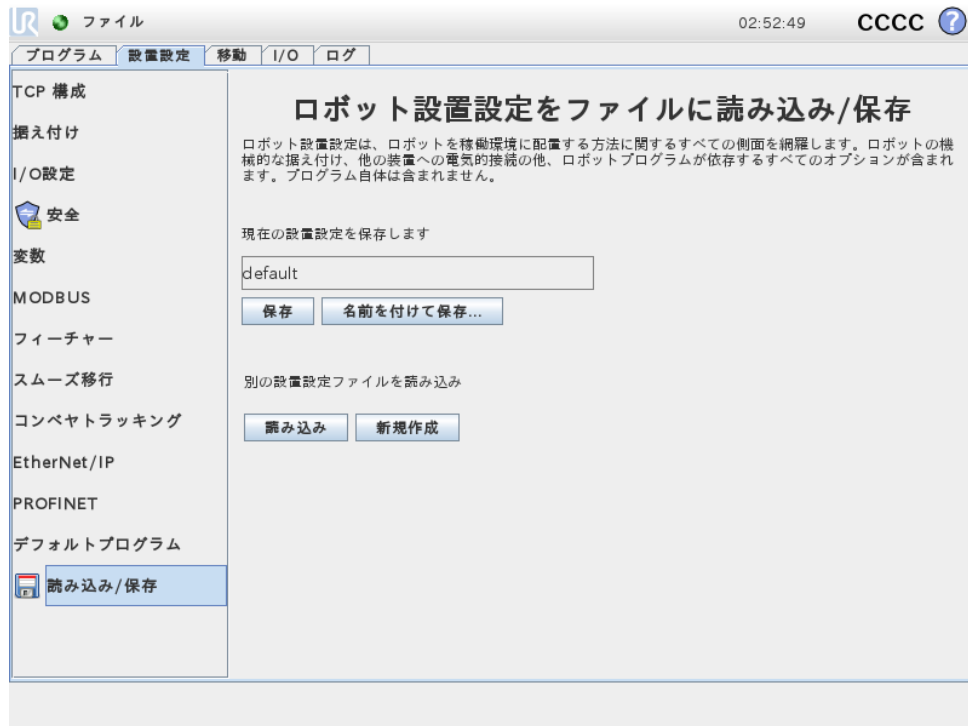 UR ファイル 02:52:49 CCCC ?
プログラム 設置設定 移動 I/O ログ
TCP 構成
据え付け
I/O設定
安全
変数
MODBUS
フィーチャー
スムーズ移行
コンベヤトラッキング
EtherNet/IP
PROFINET
デフォルトプログラム
読み込み/保存
ロボット設置設定をファイルに読み込み/保存
ロボット設置設定は、ロボットを稼働環境に配置する方法に関するすべての側面を網羅します。ロボットの機
械的な据え付け、他の装置への電気的接続の他、ロボットプログラムが依存するすべてのオプションが含まれ
ます。プログラム自体は含まれません。
現在の設置設定を保存します
default
保存 名前を付けて保存...
別の設置設定ファイルを読み込み
読み込み 新規作成